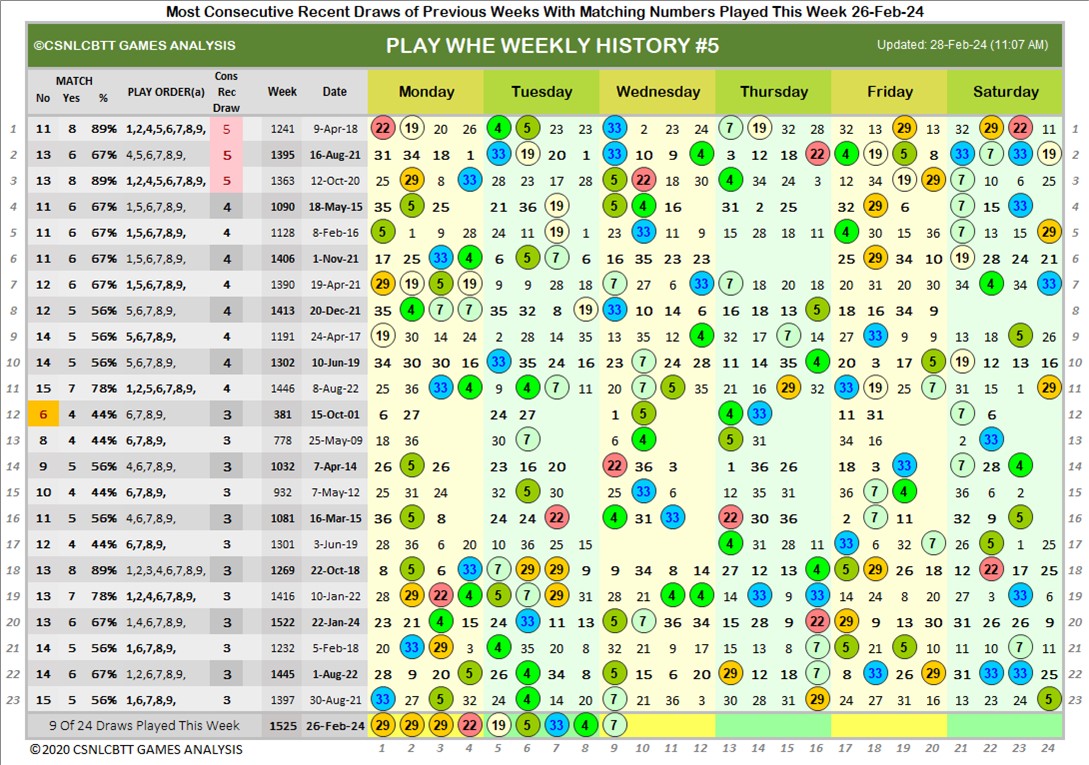 Most Consecutive Recent Draws of Previous Weeks With Matching Numbers Played This Week 26-Feb-24
©CSNLCBTT GAMES ANALYSIS PLAY WHE WEEKLY HISTORY #5 Updated: 28-Feb-24 (11:07 AM)
MATCH No Yes % PLAY ORDER(a) Cons Rec Draw Week Date Monday Tuesday Wednesday Thursday Friday Saturday
1 11 8 89% 1,2,4,5,6,7,8,9, 5 1241 9-Apr-18 22 19 20 26 4 5 23 23 33 2 23 24 7 19 32 28 32 13 29 13 32 29 22 11 1
2 13 6 67% 4,5,6,7,8,9, 5 1395 16-Aug-21 31 34 18 1 33 19 20 1 33 10 9 4 3 12 18 22 4 19 5 8 33 7 33 19 2
3 13 8 89% 1,2,4,5,6,7,8,9, 5 1363 12-Oct-20 25 29 8 33 28 23 17 28 5 22 18 30 4 34 24 3 12 34 19 29 7 10 6 25 3
4 11 6 67% 1,5,6,7,8,9, 4 1090 18-May-15 35 5 25 21 36 19 5 4 16 31 2 25 32 29 6 7 15 33 4
5 11 6 67% 1,5,6,7,8,9, 4 1128 8-Feb-16 5 1 9 28 24 11 19 1 23 33 11 9 15 28 18 11 4 30 15 36 7 13 15 29 5
6 11 6 67% 1,5,6,7,8,9, 4 1406 1-Nov-21 17 25 33 4 6 5 7 6 16 35 23 23 25 29 34 10 19 28 24 21 6
7 12 6 67% 1,5,6,7,8,9, 4 1390 19-Apr-21 29 19 5 19 9 9 28 18 7 27 6 33 7 18 20 18 20 31 20 30 34 4 34 33 7
8 12 5 56% 5,6,7,8,9, 4 1413 20-Dec-21 35 4 7 7 35 32 8 19 33 10 14 6 16 18 13 5 18 16 34 9 8
9 14 5 56% 5,6,7,8,9, 4 1191 24-Apr-17 19 30 14 24 2 28 14 35 13 35 12 4 32 17 7 14 27 33 9 9 13 18 5 26 9
10 14 5 56% 5,6,7,8,9, 4 1302 10-Jun-19 34 30 30 16 33 35 24 16 23 7 24 28 11 14 35 4 20 3 17 5 19 12 13 16 10
11 15 7 78% 1,2,5,6,7,8,9, 4 1446 8-Aug-22 25 36 33 4 9 4 7 11 20 7 5 35 21 16 29 32 33 19 25 7 31 15 1 29 11
12 6 4 44% 6,7,8,9, 3 381 15-Oct-01 6 27 24 27 1 5 4 33 11 31 7 6 12
13 8 4 44% 6,7,8,9, 3 778 25-May-09 18 36 30 7 6 4 5 31 34 16 2 33 13
14 9 5 56% 4,6,7,8,9, 3 1032 7-Apr-14 26 5 26 23 16 20 22 36 3 1 36 26 18 3 33 7 28 4 14
15 10 4 44% 6,7,8,9, 3 932 7-May-12 25 31 24 32 5 30 25 33 6 12 35 31 36 7 4 36 6 2 15
16 11 5 56% 4,6,7,8,9, 3 1081 16-Mar-15 36 5 8 24 24 22 4 31 33 22 30 36 2 7 11 32 9 5 16
17 12 4 44% 6,7,8,9, 3 1301 3-Jun-19 28 36 6 20 10 36 25 15 4 31 28 11 33 6 32 7 26 5 1 25 17
18 13 8 89% 1,2,3,4,6,7,8,9, 3 1269 22-Oct-18 8 5 6 33 7 29 29 9 9 34 8 14 27 12 13 4 5 29 26 18 12 22 17 25 18
19 13 7 78% 1,2,4,6,7,8,9, 3 1416 10-Jan-22 28 29 22 4 5 7 29 31 28 21 4 4 14 33 9 33 14 24 8 20 27 3 33 6 19
20 13 6 67% 1,4,6,7,8,9, 3 1522 22-Jan-24 23 21 4 15 24 33 11 13 5 7 36 34 15 28 9 22 29 9 13 30 31 26 26 9 20
21 14 5 56% 1,6,7,8,9, 3 1232 5-Feb-18 20 33 29 3 4 35 20 8 32 21 9 17 15 13 8 7 5 21 5 10 11 10 7 11 21
22 14 6 67% 1,2,6,7,8,9, 3 1445 1-Aug-22 28 9 20 5 26 4 34 8 5 15 6 20 29 12 18 7 8 33 26 29 31 33 33 25 22
23 15 5 56% 1,6,7,8,9, 3 1397 30-Aug-21 33 27 5 32 24 4 14 20 7 21 36 3 30 28 31 29 24 27 31 16 13 23 24 5 23
9 Of 24 Draws Played This Week 1525 26-Feb-24 29 29 29 22 19 5 33 4 7
©2020 CSNLCBTT GAMES ANALYSIS 1 2 3 4 5 6 7 8 9 10 11 12 13 14 15 16 17 18 19 20 21 22 23 24